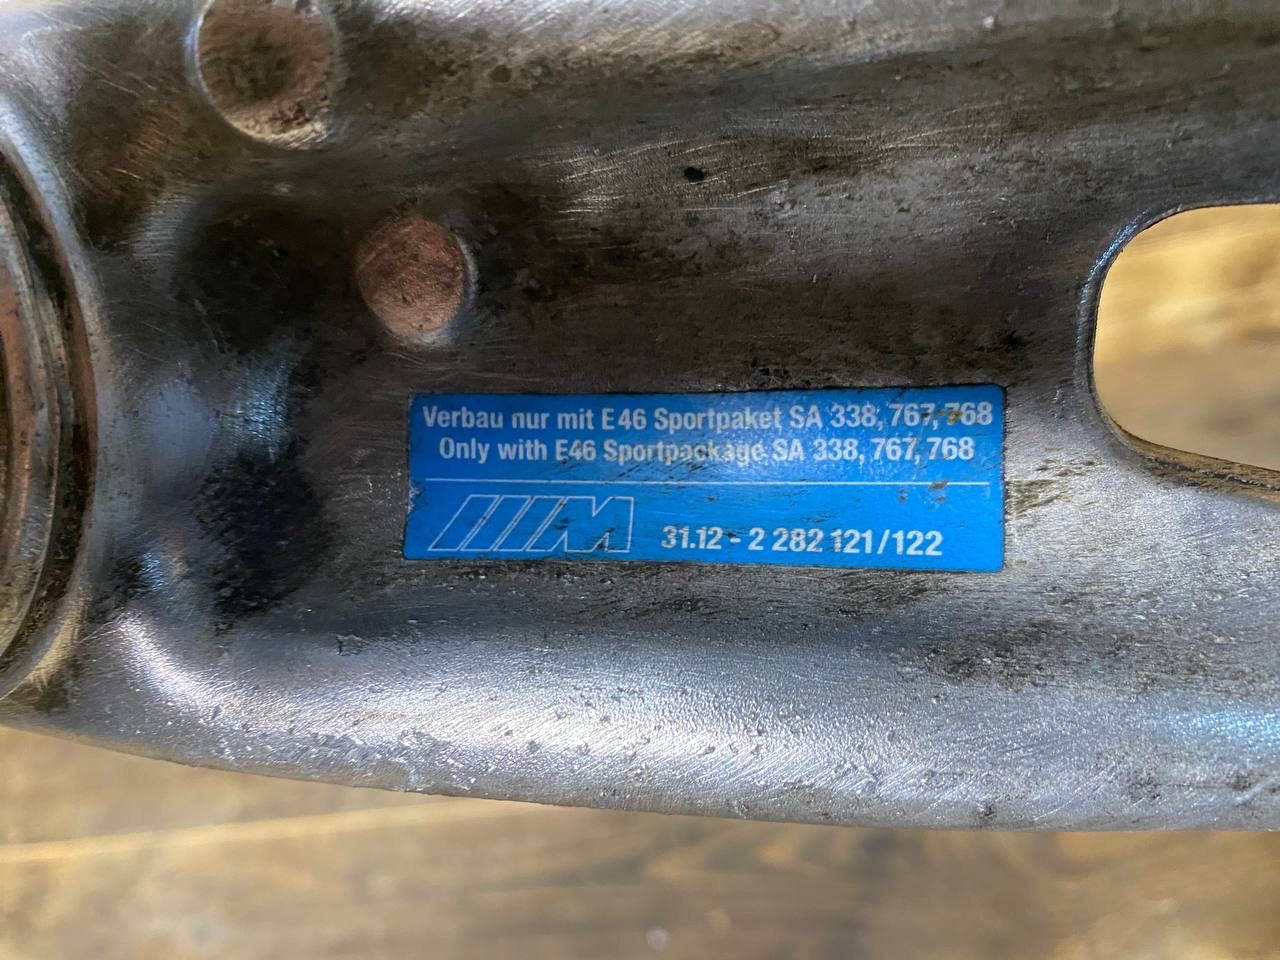 Verbau nur mit E46 Sportpaket SA 338, 767, 768
Only with E46 Sportpackage SA 338, 767, 768
M 31.12 - 2 282 121/122